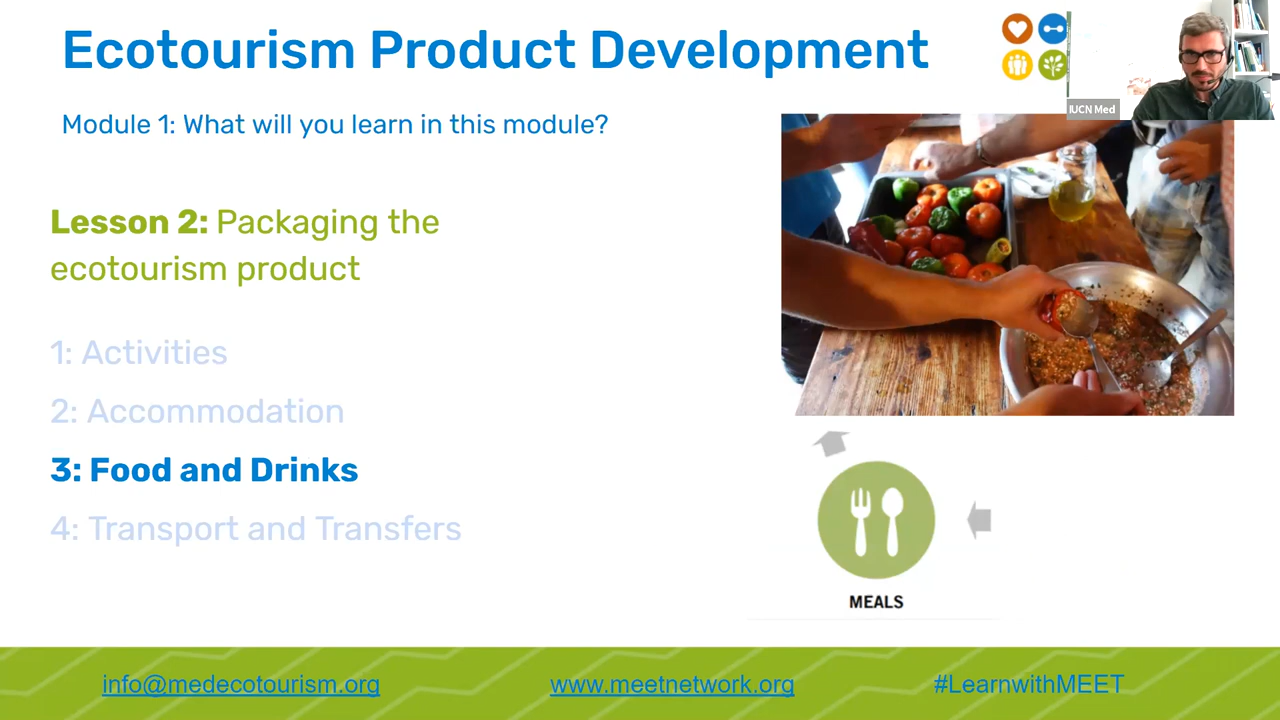 Ecotourism Product Development
IUCN Med
Module 1: What will you learn in this module?
Lesson 2: Packaging the
ecotourism product
1: Activities
2: Accommodation
3: Food and Drinks
4: Transport and Transfers
MEALS
info@medecotourism.org
www.meetnetwork.org
#LearnwithMEET